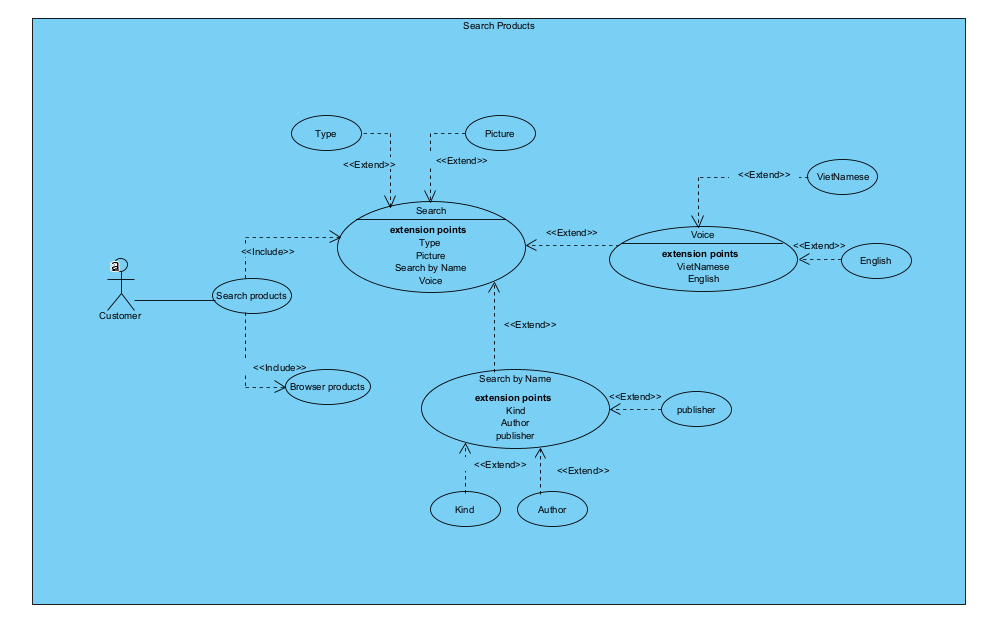 Search Products
Type
Picture
<<Extend>>
<<Extend>>
<<Extend>>
VietNamese
Search
extension points
Type
Picture
Search by Name
Voice
<<Extend>>
Voice
extension points
VietNamese
English
<<Extend>>
English
<<Include>>
a
Customer
Search products
<<Extend>>
<<Include>>
Browser products
Search by Name
extension points
Kind
Author
publisher
<<Extend>>
publisher
<<Extend>>
<<Extend>>
Kind
Author